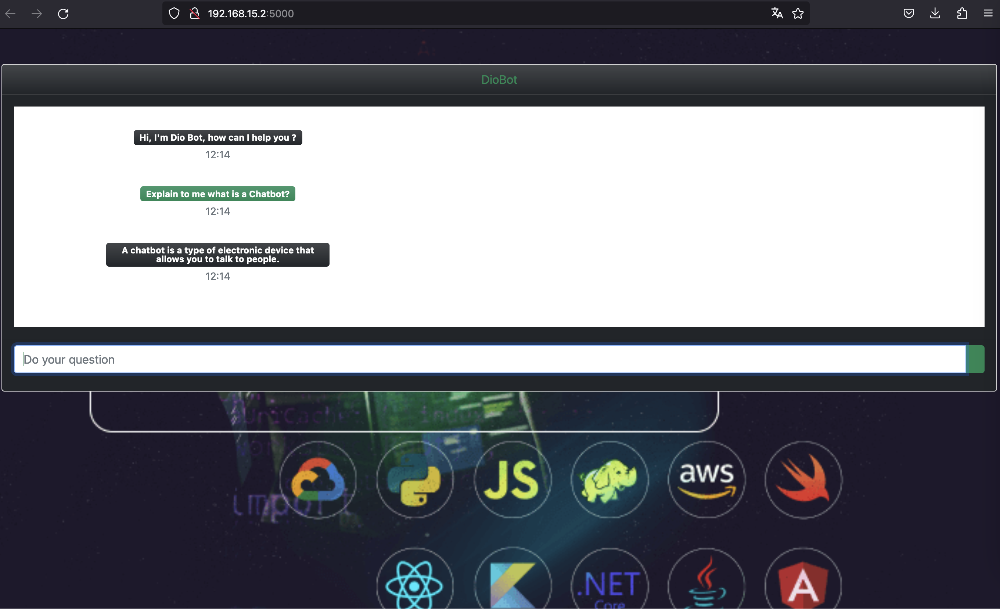 192.168.15.2:5000
DioBot
Hi, I'm Dio Bot, how can I help you ?
12:14
Explain to me what is a Chatbot?
12:14
A chatbot is a type of electronic device that
allows you to talk to people.
12:14
Do your question
import
JS
aws
.NET
Core